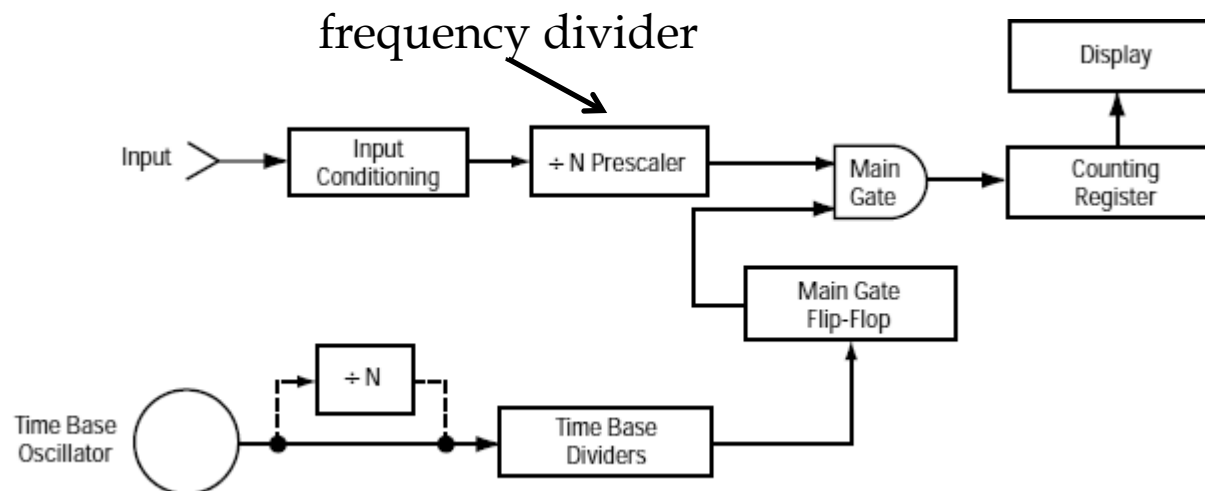 frequency divider
Display
Input
Input
Conditioning
÷ N Prescaler
Main
Gate
Counting
Register
Main Gate
Flip-Flop
÷ N
Time Base
Oscillator
Time Base
Dividers